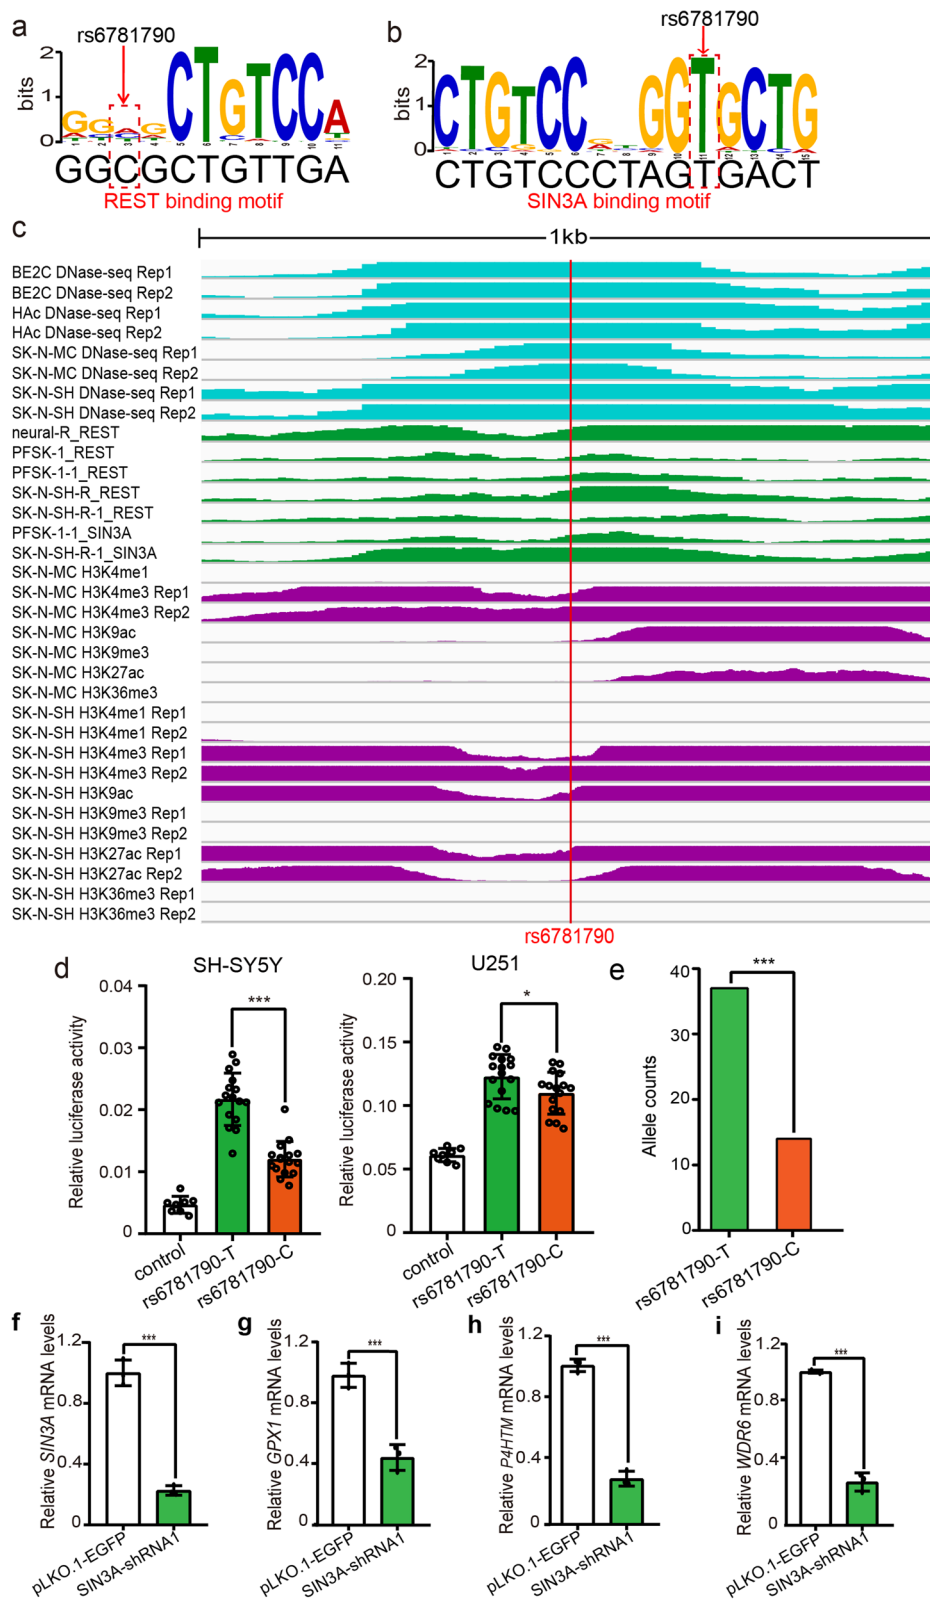 a
rs6781790
bits
2
1
0
GGCGCTGTTGA
REST binding motif
b
rs6781790
bits
2
1
0
CTGTCCCTAGTGACT
SIN3A binding motif
c
1kb
BE2C DNase-seq Rep1
BE2C DNase-seq Rep2
HAc DNase-seq Rep1
HAc DNase-seq Rep2
SK-N-MC DNase-seq Rep1
SK-N-MC DNase-seq Rep2
SK-N-SH DNase-seq Rep1
SK-N-SH DNase-seq Rep2
neural-R_REST
PFSK-1_REST
PFSK-1-1_REST
SK-N-SH-R_REST
SK-N-SH-R-1_REST
PFSK-1-1_SIN3A
SK-N-SH-R-1_SIN3A
SK-N-MC H3K4me1
SK-N-MC H3K4me3 Rep1
SK-N-MC H3K4me3 Rep2
SK-N-MC H3K9ac
SK-N-MC H3K9me3
SK-N-MC H3K27ac
SK-N-MC H3K36me3
SK-N-SH H3K4me1 Rep1
SK-N-SH H3K4me1 Rep2
SK-N-SH H3K4me3 Rep1
SK-N-SH H3K4me3 Rep2
SK-N-SH H3K9ac
SK-N-SH H3K9me3 Rep1
SK-N-SH H3K9me3 Rep2
SK-N-SH H3K27ac Rep1
SK-N-SH H3K27ac Rep2
SK-N-SH H3K36me3 Rep1
SK-N-SH H3K36me3 Rep2
rs6781790
d
SH-SY5Y
Relative luciferase activity
0.04
0.03
0.02
0.01
0
***
control
rs6781790-T
rs6781790-C
U251
Relative luciferase activity
0.20
0.15
0.10
0.05
0
*
control
rs6781790-T
rs6781790-C
e
Allele counts
40
30
20
10
0
***
rs6781790-T
rs6781790-C
f
Relative SIN3A mRNA levels
1.2
0.8
0.4
0
***
pLKO.1-EGFP
SIN3A-shRNA1
g
Relative GPX1 mRNA levels
1.2
0.8
0.4
0
***
pLKO.1-EGFP
SIN3A-shRNA1
h
Relative P4HTM mRNA levels
1.2
0.8
0.4
0
***
pLKO.1-EGFP
SIN3A-shRNA1
i
Relative WDR6 mRNA levels
1.2
0.8
0.4
0
***
pLKO.1-EGFP
SIN3A-shRNA1